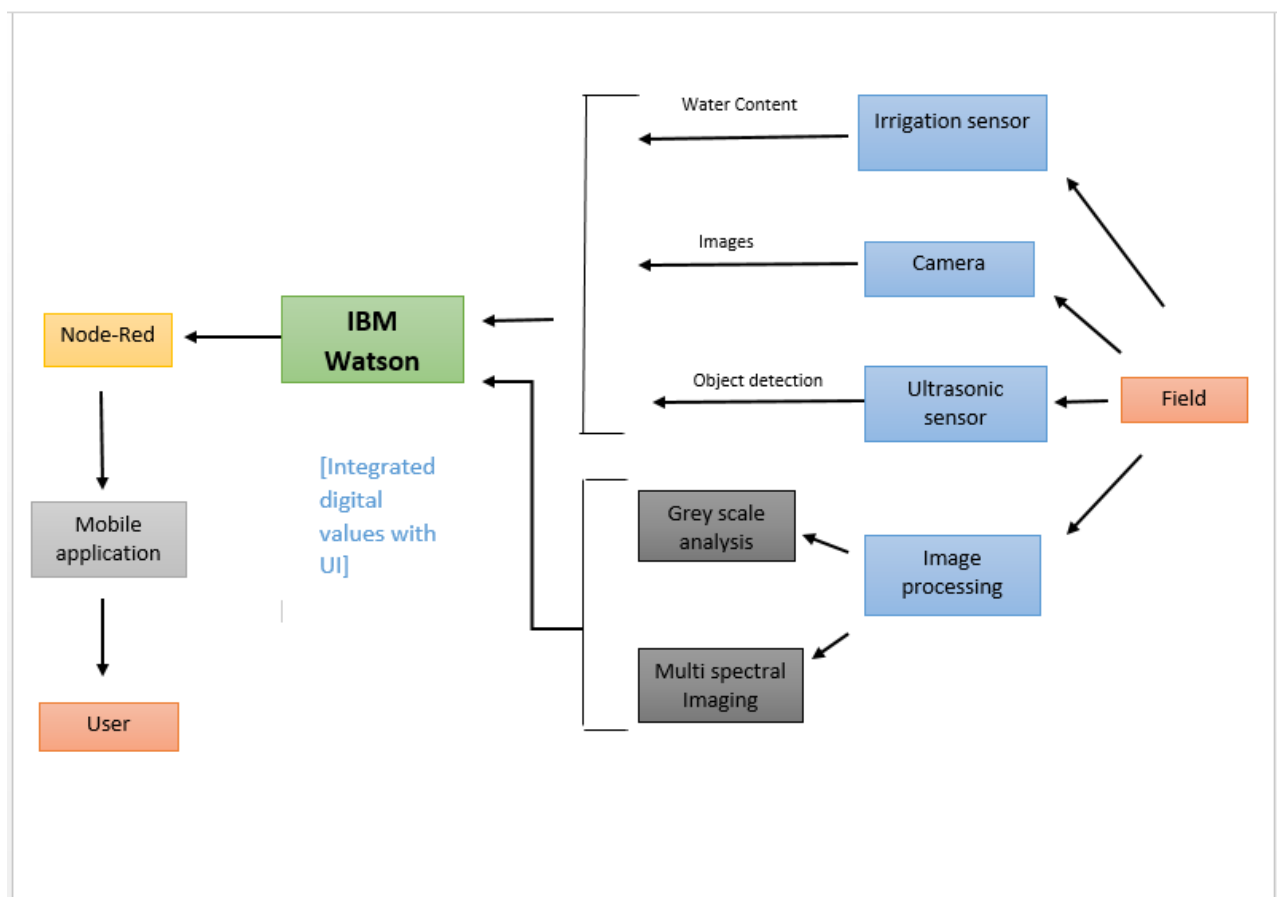 Water Content
Irrigation sensor
Images
Camera
IBM
Watson
Node-Red
Object detection
Ultrasonic
sensor
Field
[Integrated
digital
values with
UI]
Grey scale
analysis
Mobile
application
Image
processing
Multi spectral
Imaging
User